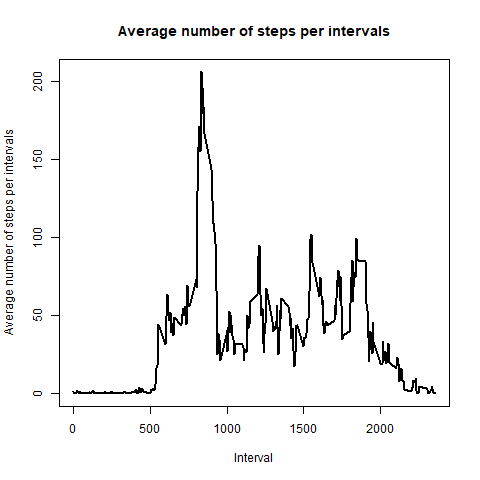 Average number of steps per intervals
Average number of steps per intervals
200
150
100
50
0
0 500 1000 1500 2000
Interval